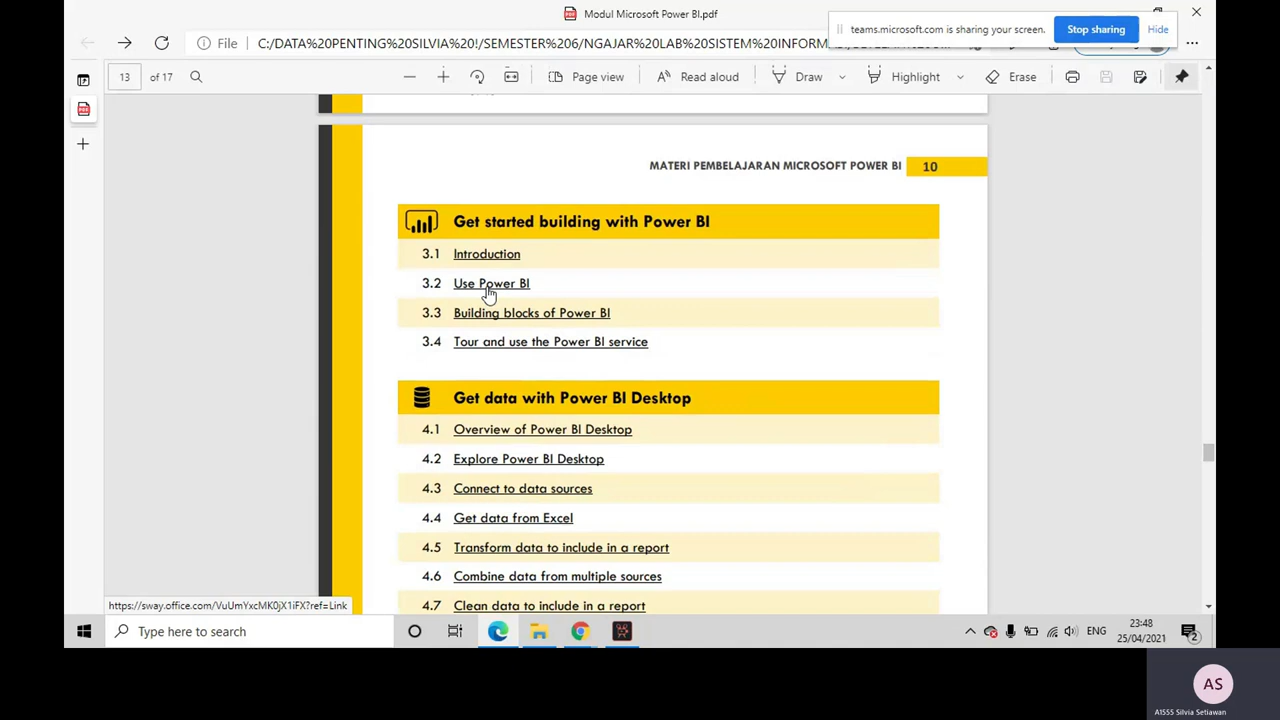 Modul Microsoft Power BI.pdf
teams.microsoft.com is sharing your screen.
Stop sharing
Hide
File
C:/DATA%20PENTING%20SILVIA%20!/SEMESTER%206/NGAJAR%20LAB%20SISTEM%20INFORM
13
of 17
Page view
Read aloud
Draw
Highlight
Erase
MATERI PEMBELAJARAN MICROSOFT POWER BI
10
Get started building with Power BI
3.1 Introduction
3.2 Use Power BI
3.3 Building blocks of Power BI
3.4 Tour and use the Power BI service
Get data with Power BI Desktop
4.1 Overview of Power BI Desktop
4.2 Explore Power BI Desktop
4.3 Connect to data sources
4.4 Get data from Excel
4.5 Transform data to include in a report
4.6 Combine data from multiple sources
4.7 Clean data to include in a report
https://sway.office.com/VuUmYxcMK0jX1iFX?ref=Link
Type here to search
ENG
23:48
25/04/2021
2
AS
A1555 Silvia Setiawan